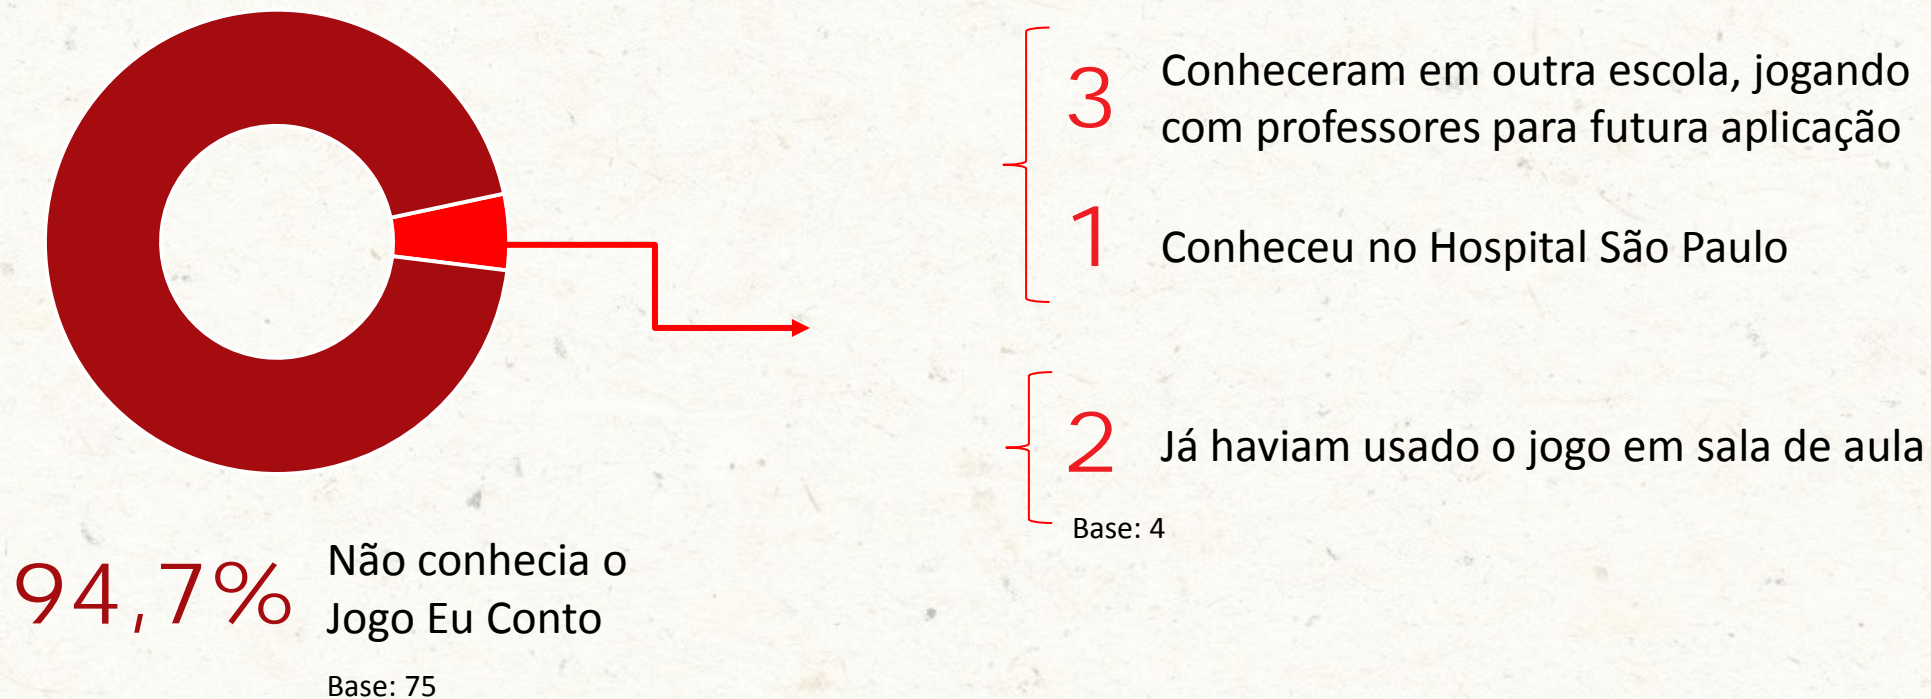 3
Conheceram em outra escola, jogando
com professores para futura aplicação
1
Conheceu no Hospital São Paulo
2
Já haviam usado o jogo em sala de aula
Base: 4
94,7%
Não conhecia o
Jogo Eu Conto
Base: 75